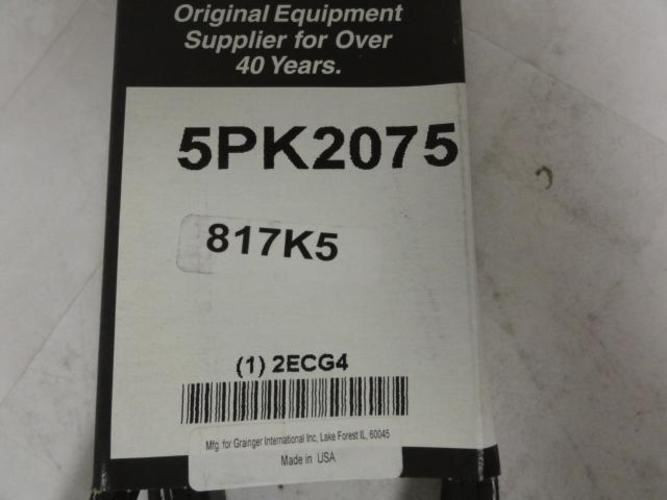 Original Equipment
Supplier for Over
40 Years.
5PK2075
817K5
(1) 2ECG4
Mfg. for Grainger International Inc, Lake Forest IL, 60045
Made in USA